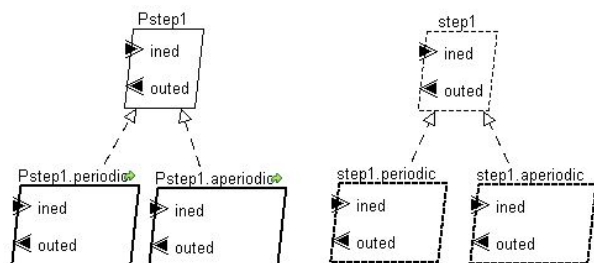 Pstep1
ined
outed
step1
ined
outed
Pstep1.periodic
ined
outed
Pstep1.aperiodic
ined
outed
step1.periodic
ined
outed
step1.aperiodic
ined
outed